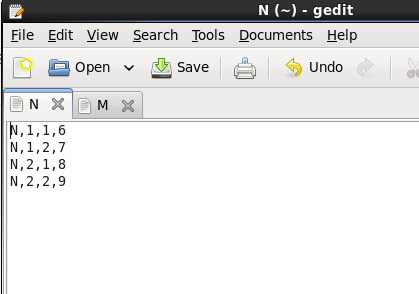 N (~) - gedit
File Edit View Search Tools Documents Help
Open Save Undo
N M
N,1,1,6
N,1,2,7
N,2,1,8
N,2,2,9